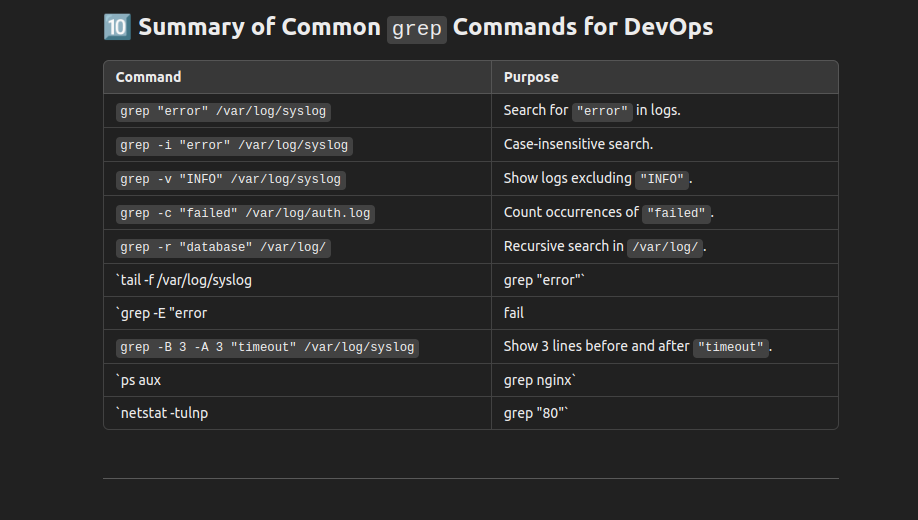 🔟 Summary of Common grep Commands for DevOps
Command Purpose
grep "error" /var/log/syslog Search for "error" in logs.
grep -i "error" /var/log/syslog Case-insensitive search.
grep -v "INFO" /var/log/syslog Show logs excluding "INFO".
grep -c "failed" /var/log/auth.log Count occurrences of "failed".
grep -r "database" /var/log/ Recursive search in /var/log/.
`tail -f /var/log/syslog grep "error"`
`grep -E "error fail
grep -B 3 -A 3 "timeout" /var/log/syslog Show 3 lines before and after "timeout".
`ps aux grep nginx`
`netstat -tulnp grep "80"`